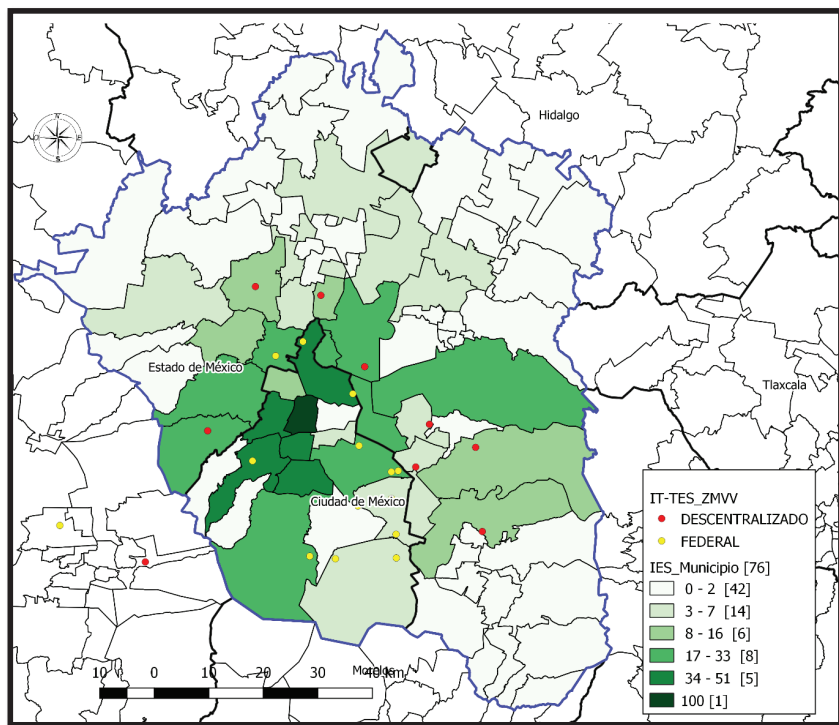 Hidalgo
N
O
E
S
Estado de México
Tlaxcala
Ciudad de México
IT-TES_ZMVV
DESCENTRALIZADO
FEDERAL
IES_Municipio [76]
0 - 2 [42]
3 - 7 [14]
8 - 16 [6]
17 - 33 [8]
34 - 51 [5]
100 [1]
Morelos
10 0 10 20 30 40 km